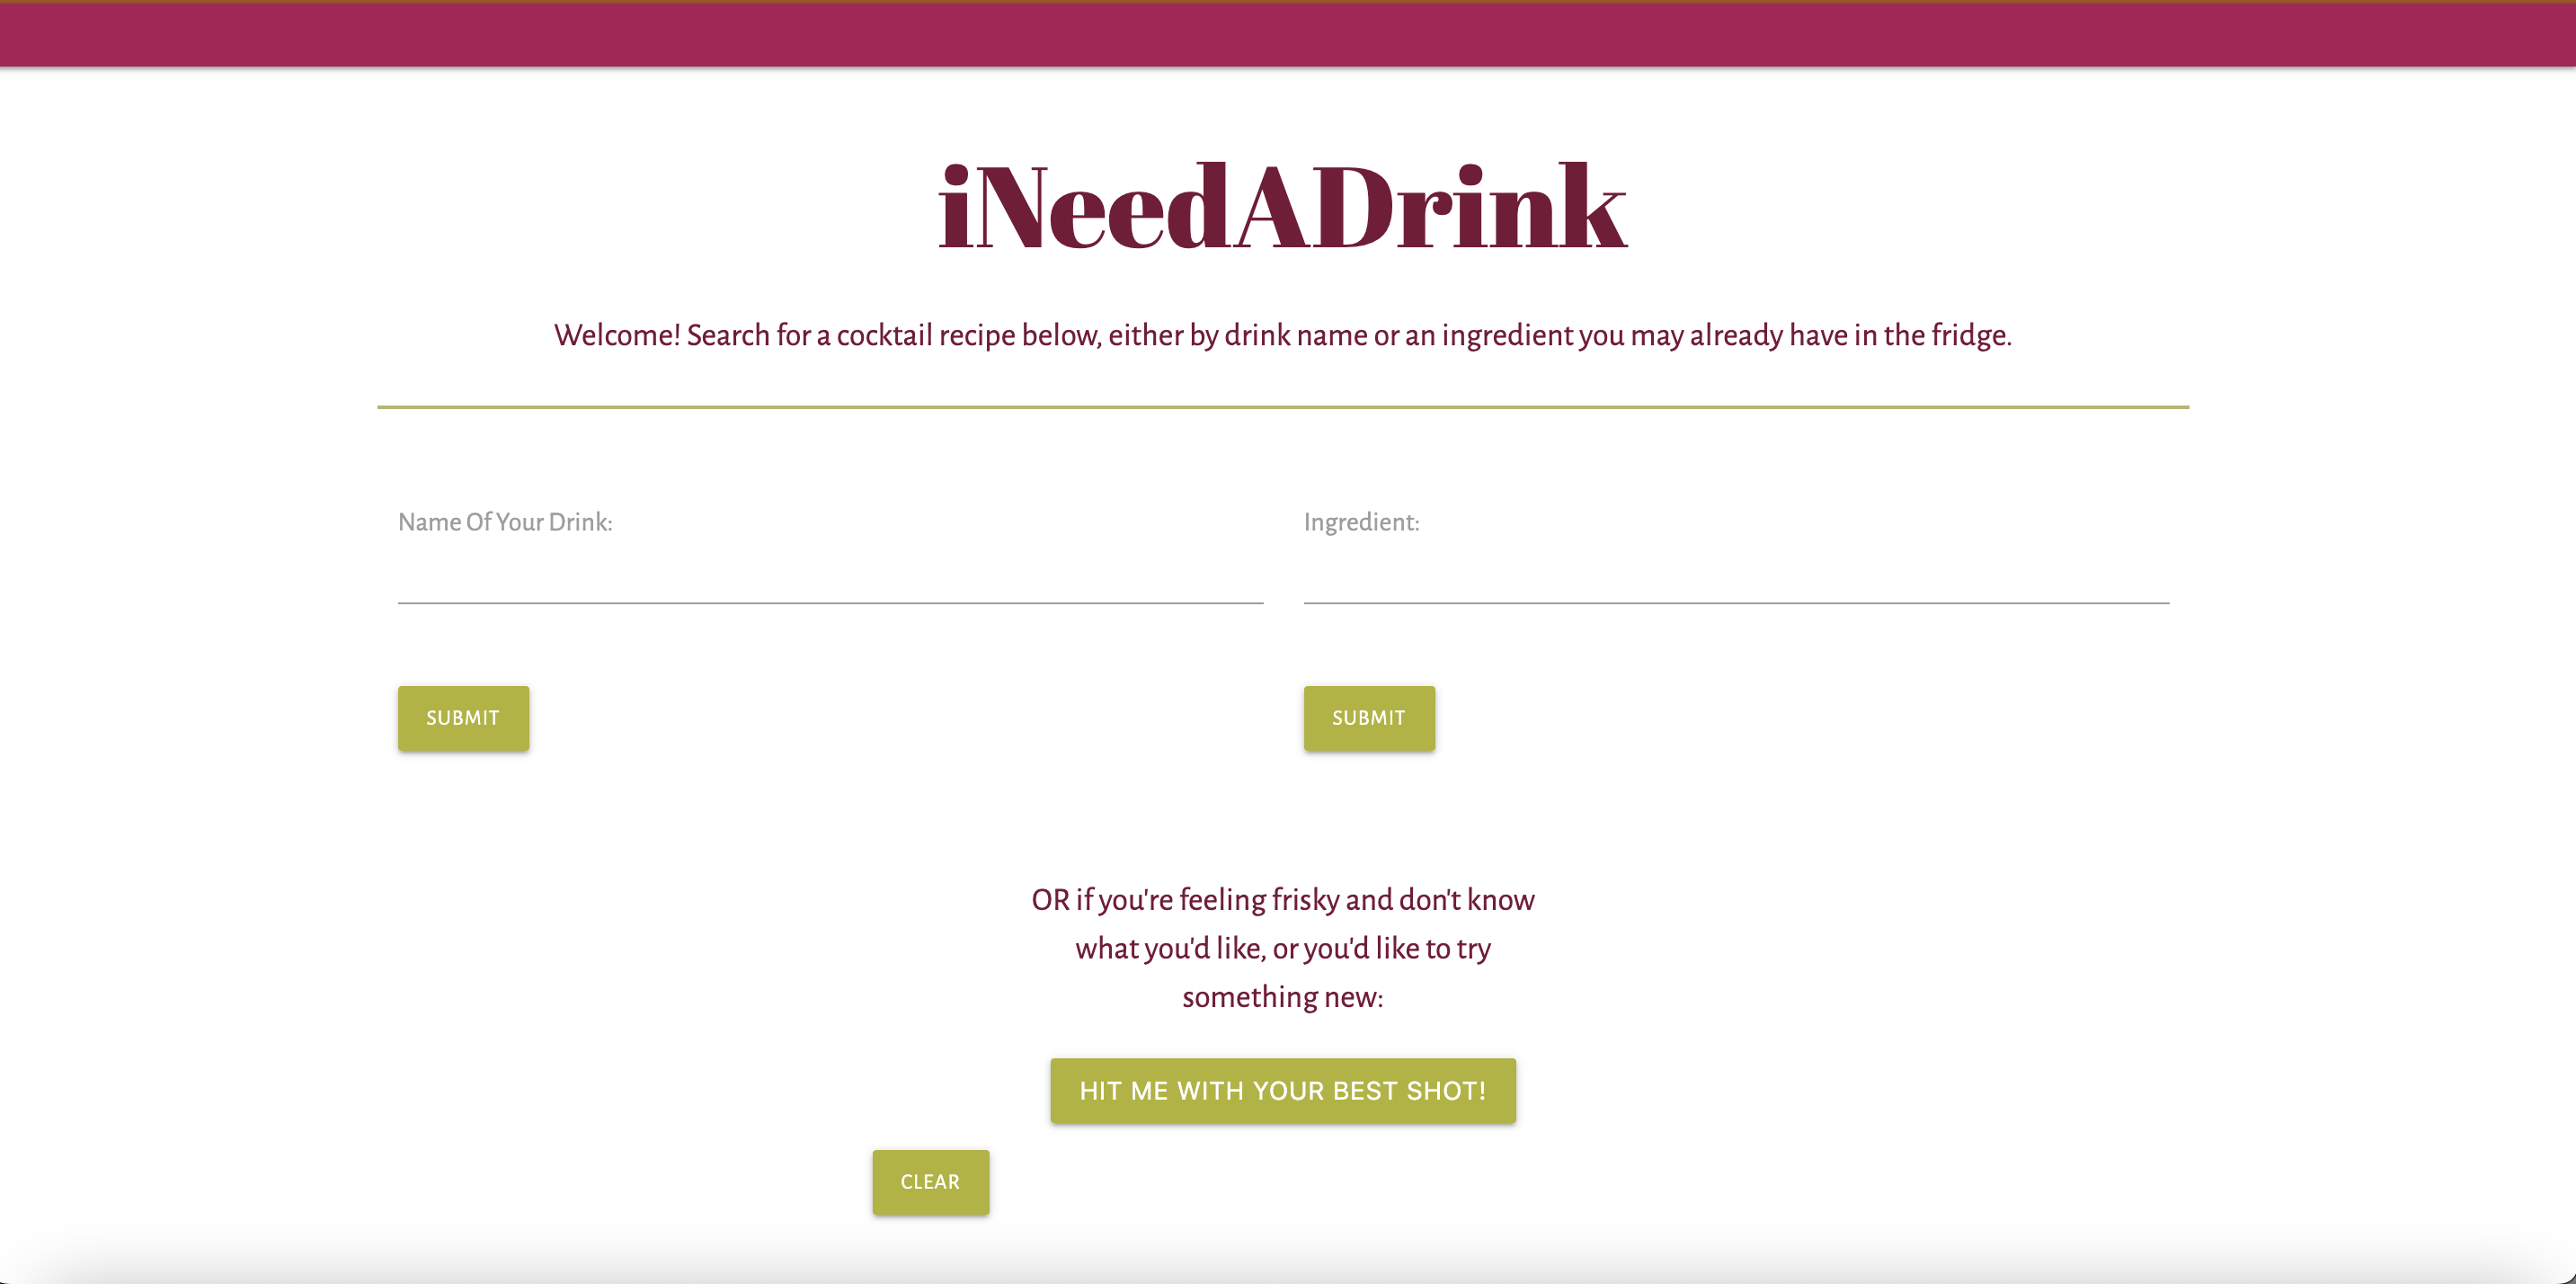 iNeedADrink
Welcome! Search for a cocktail recipe below, either by drink name or an ingredient you may already have in the fridge.
Name Of Your Drink:
Ingredient:
SUBMIT
SUBMIT
OR if you're feeling frisky and don't know
what you'd like, or you'd like to try
something new:
HIT ME WITH YOUR BEST SHOT!
CLEAR